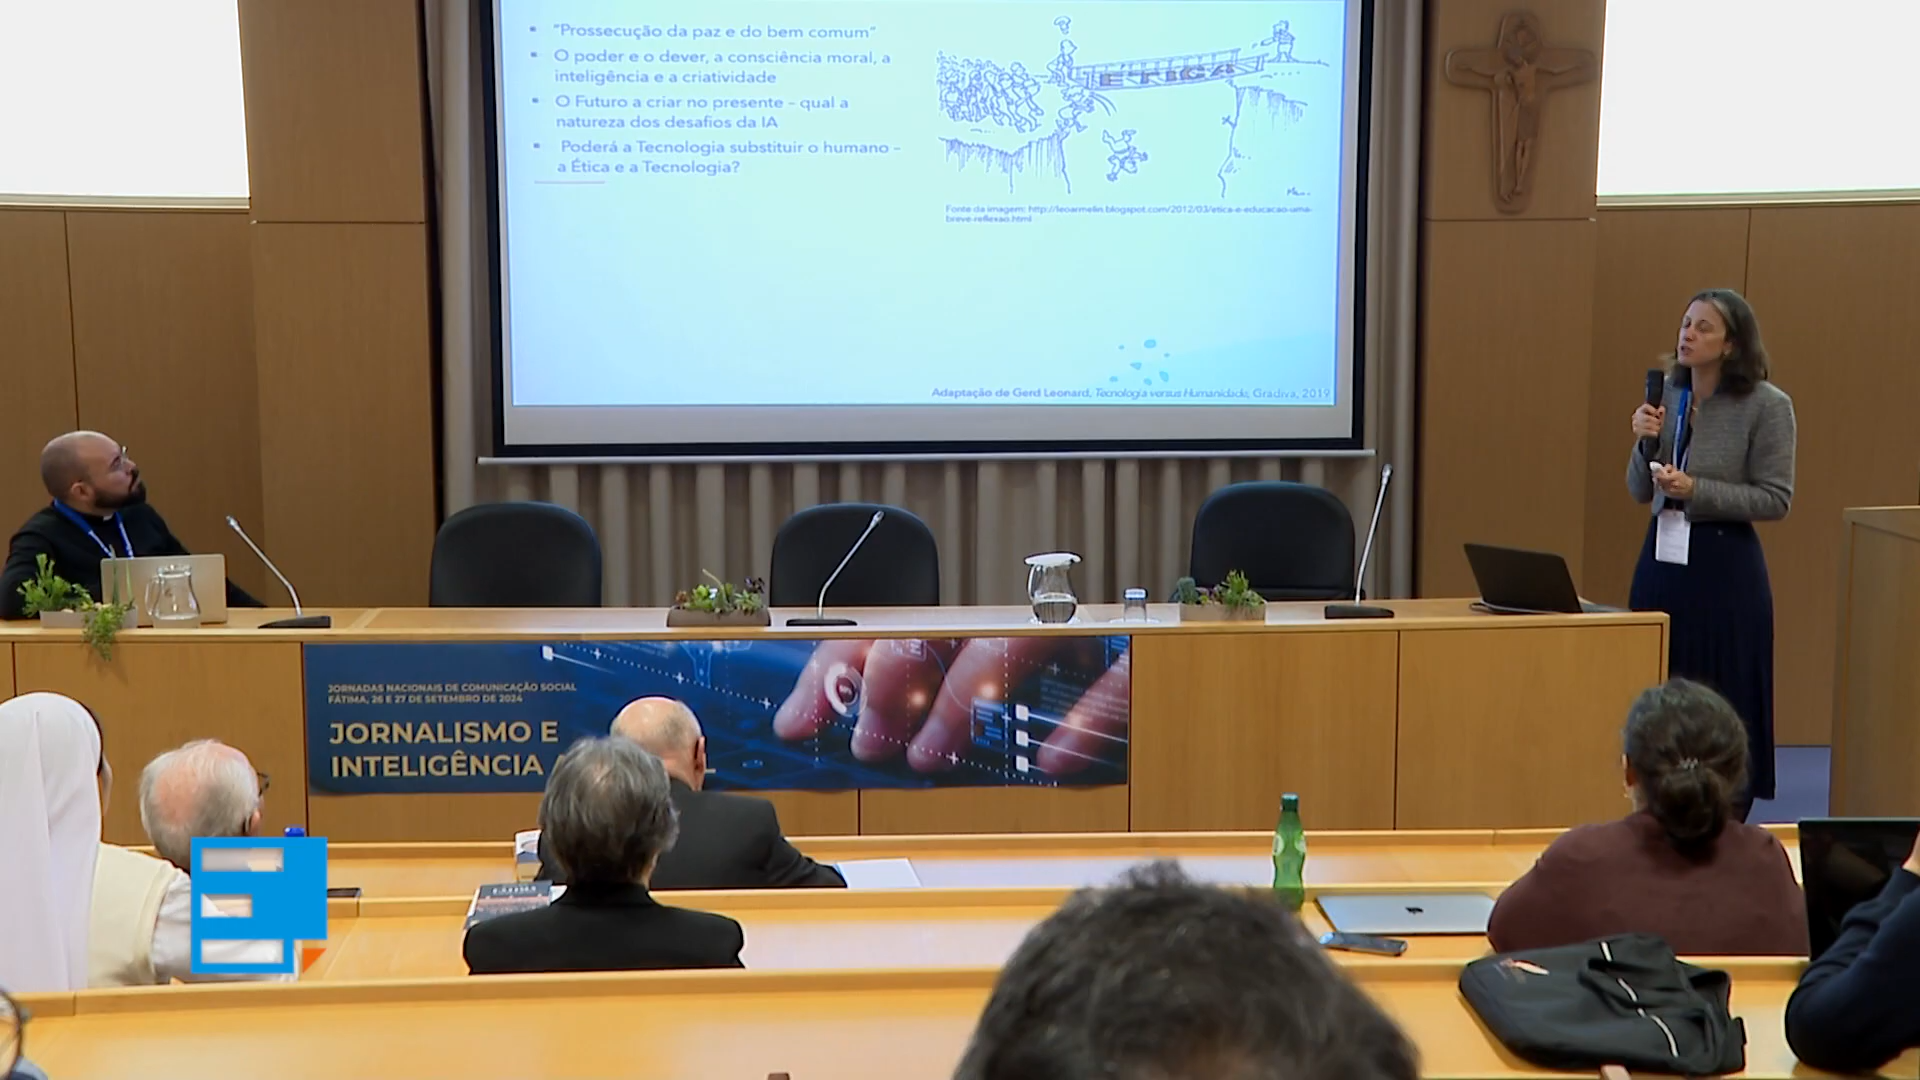 "Prossecução da paz e do bem comum"
O poder e o dever, a consciência moral, a
inteligência e a criatividade
O Futuro a criar no presente – qual a
natureza dos desafios da IA
Poderá a Tecnologia substituir o humano –
a Ética e a Tecnologia?
ÉTICA
Fonte da imagem: http://leoarmelin.blogspot.com/2012/03/etica-e-educacao-uma-
breve-reflexao.html
Adaptação de Gerd Leonard, Tecnologia versus Humanidade, Gradiva, 2019
JORNADAS NACIONAIS DE COMUNICAÇÃO SOCIAL
FÁTIMA, 26 E 27 DE SETEMBRO DE 2024
JORNALISMO E
INTELIGÊNCIA